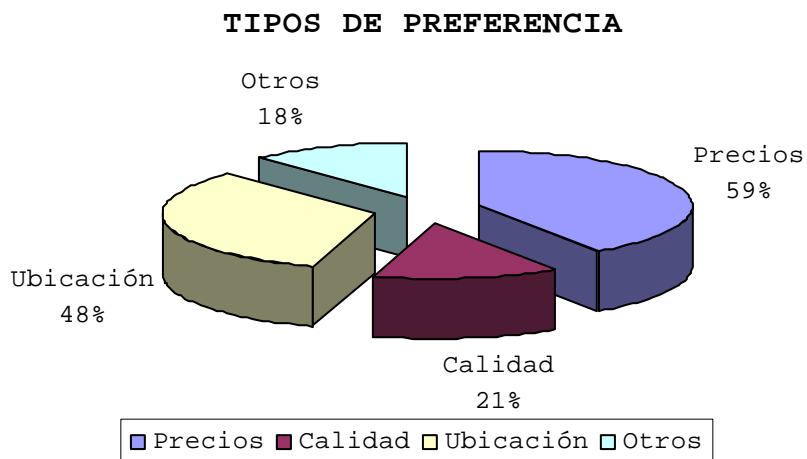 TIPOS DE PREFERENCIA
Otros
18%
Precios
59%
Ubicación
48%
Calidad
21%
Precios Calidad Ubicación Otros